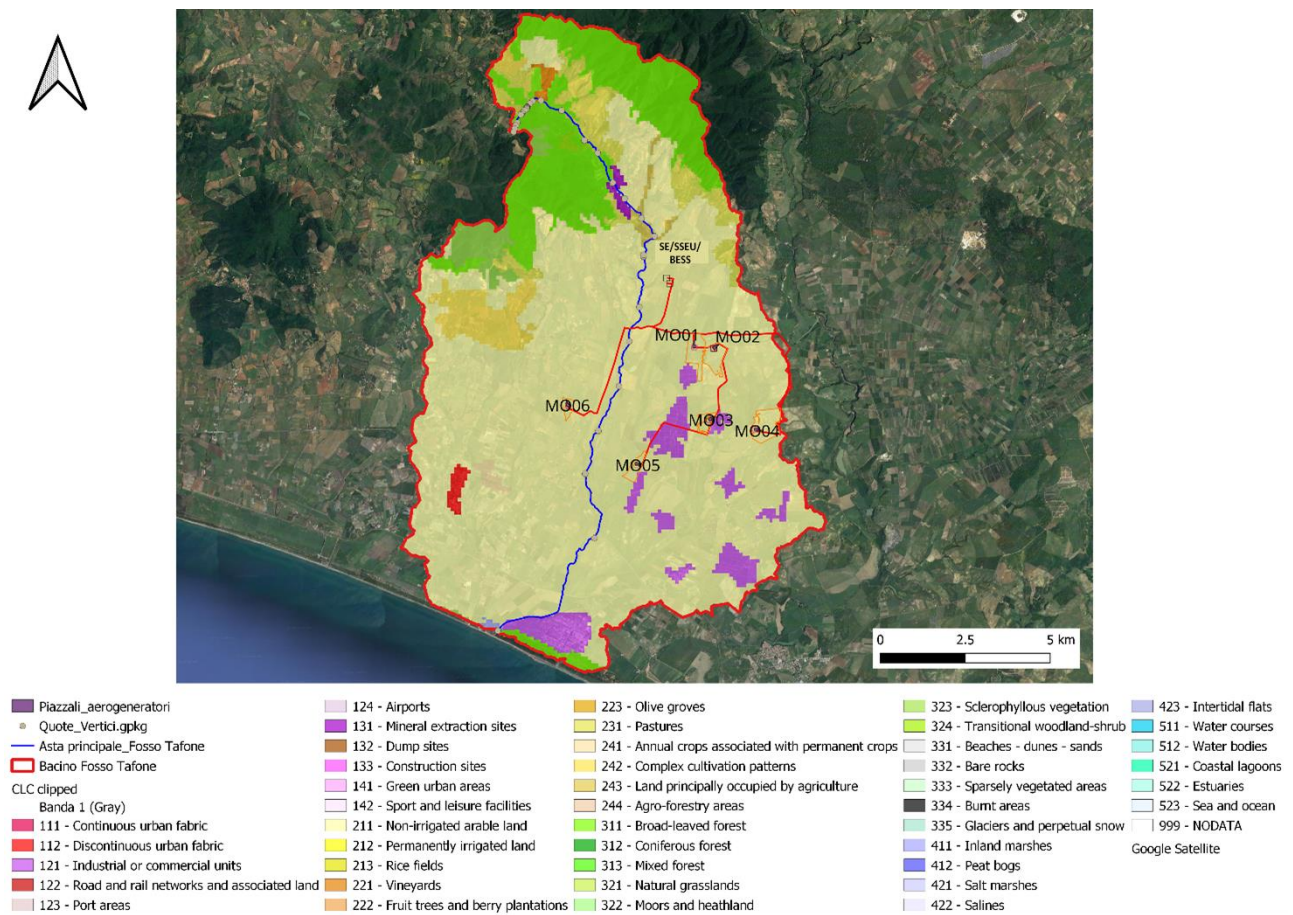 SE/SSEU/
BESS
MO01
MO02
MO06
MO03
MO04
MO05
0 2.5 5 km
Piazzali_aerogeneratori
Quote_Vertici.gpkg
Asta principale_Fosso Tafone
Bacino Fosso Tafone
CLC clipped
Banda 1 (Gray)
111 - Continuous urban fabric
112 - Discontinuous urban fabric
121 - Industrial or commercial units
122 - Road and rail networks and associated land
123 - Port areas
124 - Airports
131 - Mineral extraction sites
132 - Dump sites
133 - Construction sites
141 - Green urban areas
142 - Sport and leisure facilities
211 - Non-irrigated arable land
212 - Permanently irrigated land
213 - Rice fields
221 - Vineyards
222 - Fruit trees and berry plantations
223 - Olive groves
231 - Pastures
241 - Annual crops associated with permanent crops
242 - Complex cultivation patterns
243 - Land principally occupied by agriculture
244 - Agro-forestry areas
311 - Broad-leaved forest
312 - Coniferous forest
313 - Mixed forest
321 - Natural grasslands
322 - Moors and heathland
323 - Sclerophyllous vegetation
324 - Transitional woodland-shrub
331 - Beaches - dunes - sands
332 - Bare rocks
333 - Sparsely vegetated areas
334 - Burnt areas
335 - Glaciers and perpetual snow
411 - Inland marshes
412 - Peat bogs
421 - Salt marshes
422 - Salines
423 - Intertidal flats
511 - Water courses
512 - Water bodies
521 - Coastal lagoons
522 - Estuaries
523 - Sea and ocean
999 - NODATA
Google Satellite